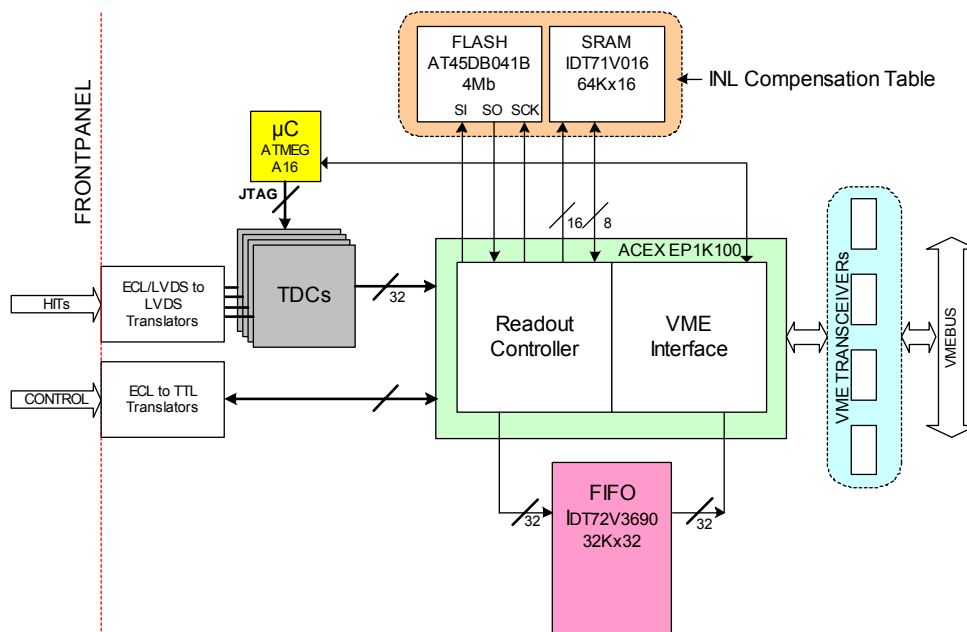 FLASH
AT45DB041B
4Mb
SI SO SCK
SRAM
IDT71V016
64Kx16
INL Compensation Table
µC
ATMEG
A16
JTAG
FRONTPANEL
16
8
ACEX EP1K100
HITs
ECL/LVDS to
LVDS
Translators
TDCs
32
Readout
Controller
VME
Interface
VME TRANSCEIVERs
VMEBUS
CONTROL
ECL to TTL
Translators
32
FIFO
IDT72V3690
32Kx32
32